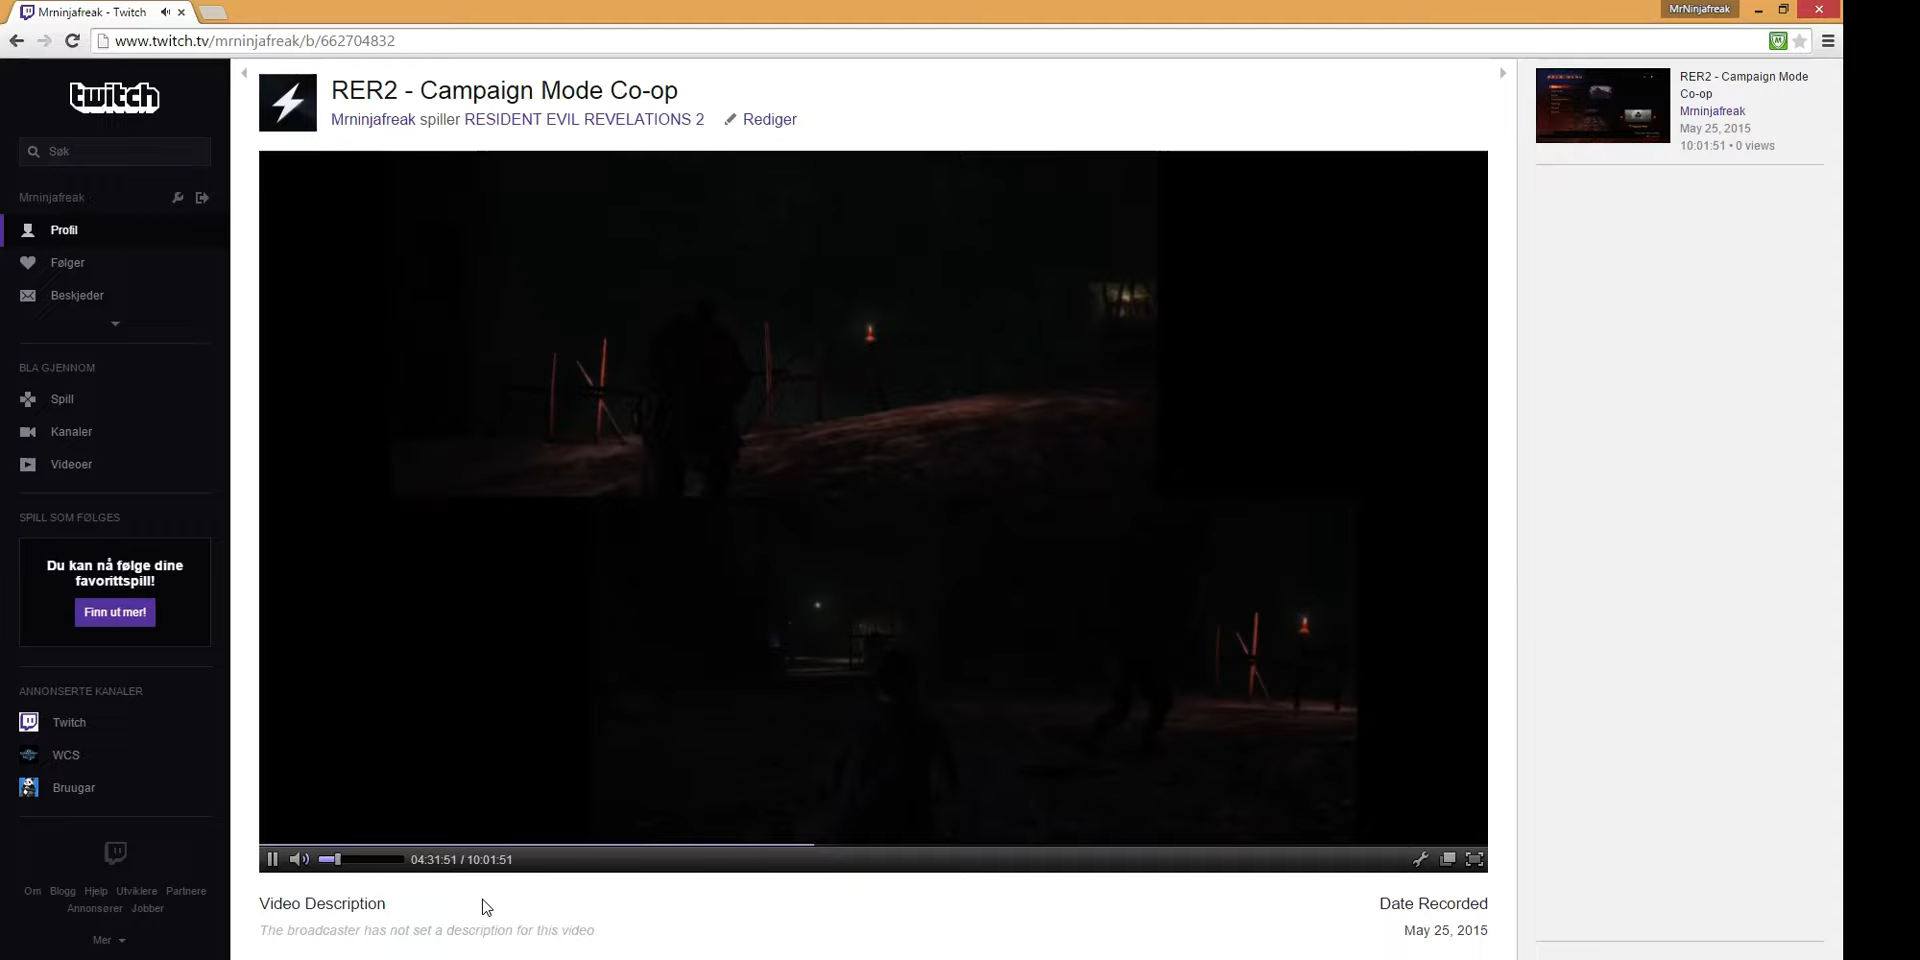 Mrninjafreak - Twitch
MrNinjafreak
www.twitch.tv/mrninjafreak/b/662704832
twitch
Søk
Mrninjafreak
Profil
Følger
Beskjeder
BLA GJENNOM
Spill
Kanaler
Videoer
SPILL SOM FØLGES
Du kan nå følge dine
favorittspill!
Finn ut mer!
ANNONSERTE KANALER
Twitch
WCS
Bruugar
Om Blogg Hjelp Utviklere Partnere
Annonsører Jobber
Mer
RER2 - Campaign Mode Co-op
Mrninjafreak spiller RESIDENT EVIL REVELATIONS 2 Rediger
04:31:51 / 10:01:51
Video Description
The broadcaster has not set a description for this video
Date Recorded
May 25, 2015
RER2 - Campaign Mode
Co-op
Mrninjafreak
May 25, 2015
10:01:51 • 0 views